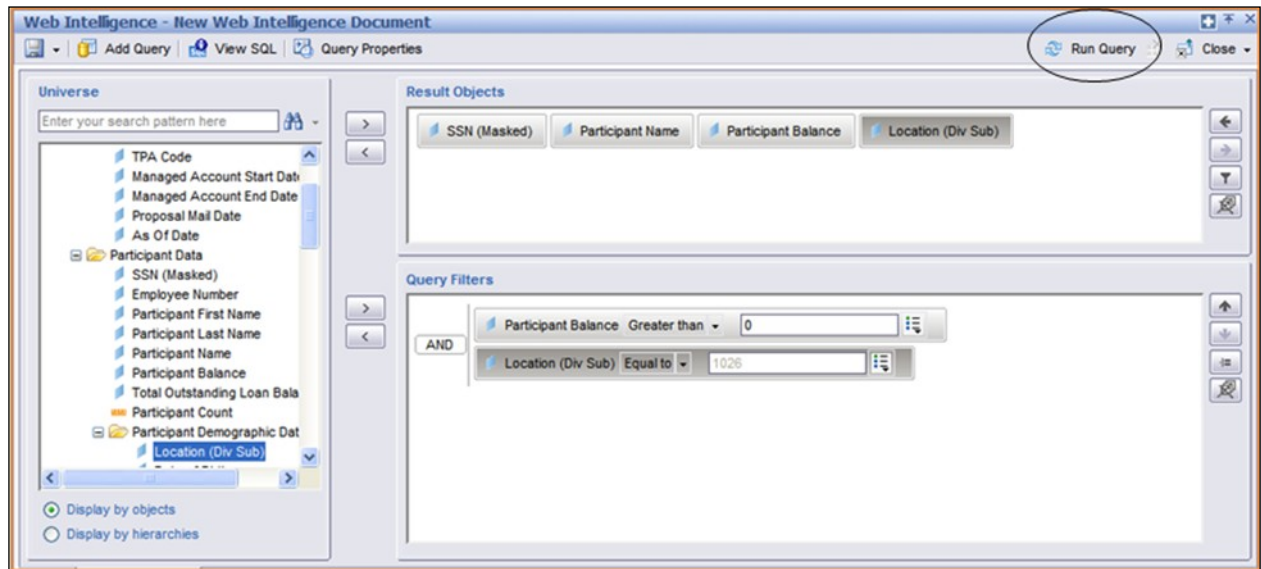 Web Intelligence - New Web Intelligence Document
Add Query View SQL Query Properties Run Query Close
Universe
Enter your search pattern here
TPA Code
Managed Account Start Date
Managed Account End Date
Proposal Mail Date
As Of Date
Participant Data
SSN (Masked)
Employee Number
Participant First Name
Participant Last Name
Participant Name
Participant Balance
Total Outstanding Loan Bala
Participant Count
Participant Demographic Dat
Location (Div Sub)
Display by objects
Display by hierarchies
Result Objects
SSN (Masked) Participant Name Participant Balance Location (Div Sub)
Query Filters
AND
Participant Balance Greater than 0
Location (Div Sub) Equal to 1026